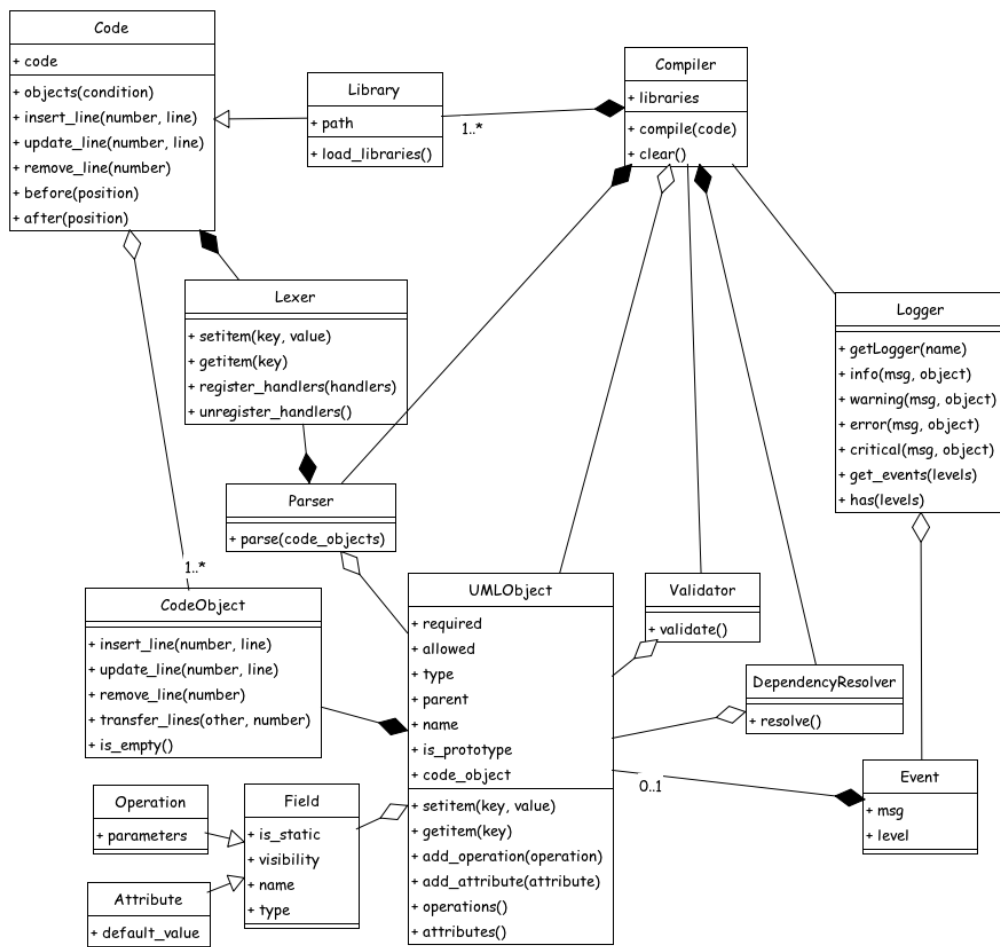 Code
+ code
+ objects(condition)
+ insert_line(number, line)
+ update_line(number, line)
+ remove_line(number)
+ before(position)
+ after(position)
Library
+ path
+ load_libraries()
1..*
Compiler
+ libraries
+ compile(code)
+ clear()
Lexer
+ setitem(key, value)
+ getitem(key)
+ register_handlers(handlers)
+ unregister_handlers()
Logger
+ getLogger(name)
+ info(msg, object)
+ warning(msg, object)
+ error(msg, object)
+ critical(msg, object)
+ get_events(levels)
+ has(levels)
Parser
+ parse(code_objects)
1..*
CodeObject
+ insert_line(number, line)
+ update_line(number, line)
+ remove_line(number)
+ transfer_lines(other, number)
+ is_empty()
UMLObject
+ required
+ allowed
+ type
+ parent
+ name
+ is_prototype
+ code_object
+ setitem(key, value)
+ getitem(key)
+ add_operation(operation)
+ add_attribute(attribute)
+ operations()
+ attributes()
Validator
+ validate()
DependencyResolver
+ resolve()
0..1
Event
+ msg
+ level
Operation
+ parameters
Field
+ is_static
+ visibility
+ name
+ type
Attribute
+ default_value